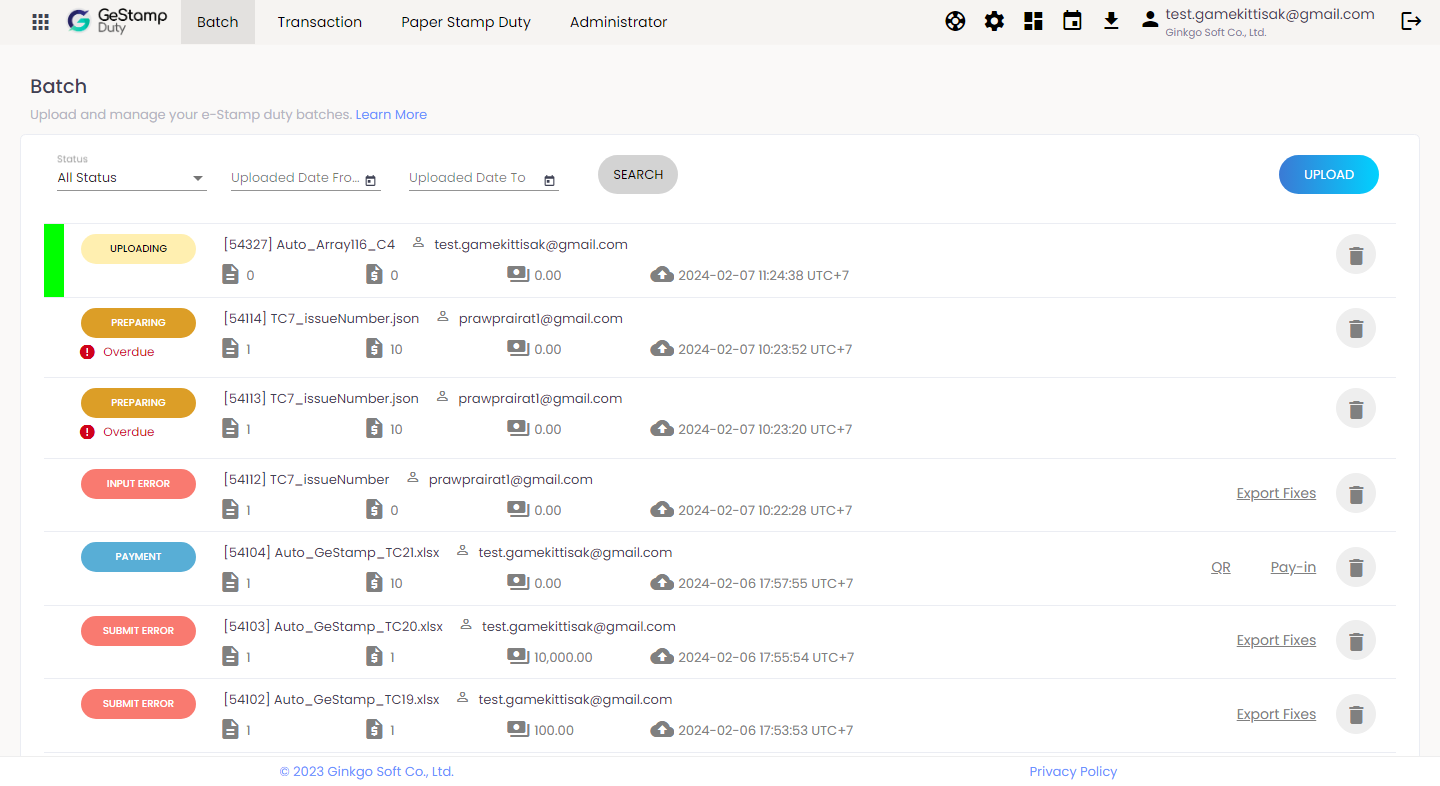 GeStamp
Duty
Batch
Transaction
Paper Stamp Duty
Administrator
test.gamekittisak@gmail.com
Ginkgo Soft Co., Ltd.
Batch
Upload and manage your e-Stamp duty batches. Learn More
Status
All Status
Uploaded Date Fro...
Uploaded Date To
SEARCH
UPLOAD
UPLOADING
[54327] Auto_Array116_C4 test.gamekittisak@gmail.com
0 0 0.00 2024-02-07 11:24:38 UTC+7
PREPARING
[54114] TC7_issueNumber.json prawprairat1@gmail.com
Overdue
1 10 0.00 2024-02-07 10:23:52 UTC+7
PREPARING
[54113] TC7_issueNumber.json prawprairat1@gmail.com
Overdue
1 10 0.00 2024-02-07 10:23:20 UTC+7
INPUT ERROR
[54112] TC7_issueNumber prawprairat1@gmail.com
Export Fixes
1 0 0.00 2024-02-07 10:22:28 UTC+7
PAYMENT
[54104] Auto_GeStamp_TC21.xlsx test.gamekittisak@gmail.com
QR Pay-in
1 10 0.00 2024-02-06 17:57:55 UTC+7
SUBMIT ERROR
[54103] Auto_GeStamp_TC20.xlsx test.gamekittisak@gmail.com
Export Fixes
1 1 10,000.00 2024-02-06 17:55:54 UTC+7
SUBMIT ERROR
[54102] Auto_GeStamp_TC19.xlsx test.gamekittisak@gmail.com
Export Fixes
1 1 100.00 2024-02-06 17:53:53 UTC+7
© 2023 Ginkgo Soft Co., Ltd.
Privacy Policy